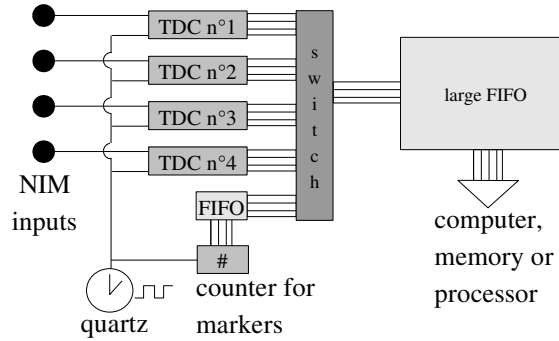 TDC n°1
TDC n°2
TDC n°3
TDC n°4
switch
large FIFO
NIM
inputs
FIFO
#
computer,
memory or
processor
counter for
markers
quartz